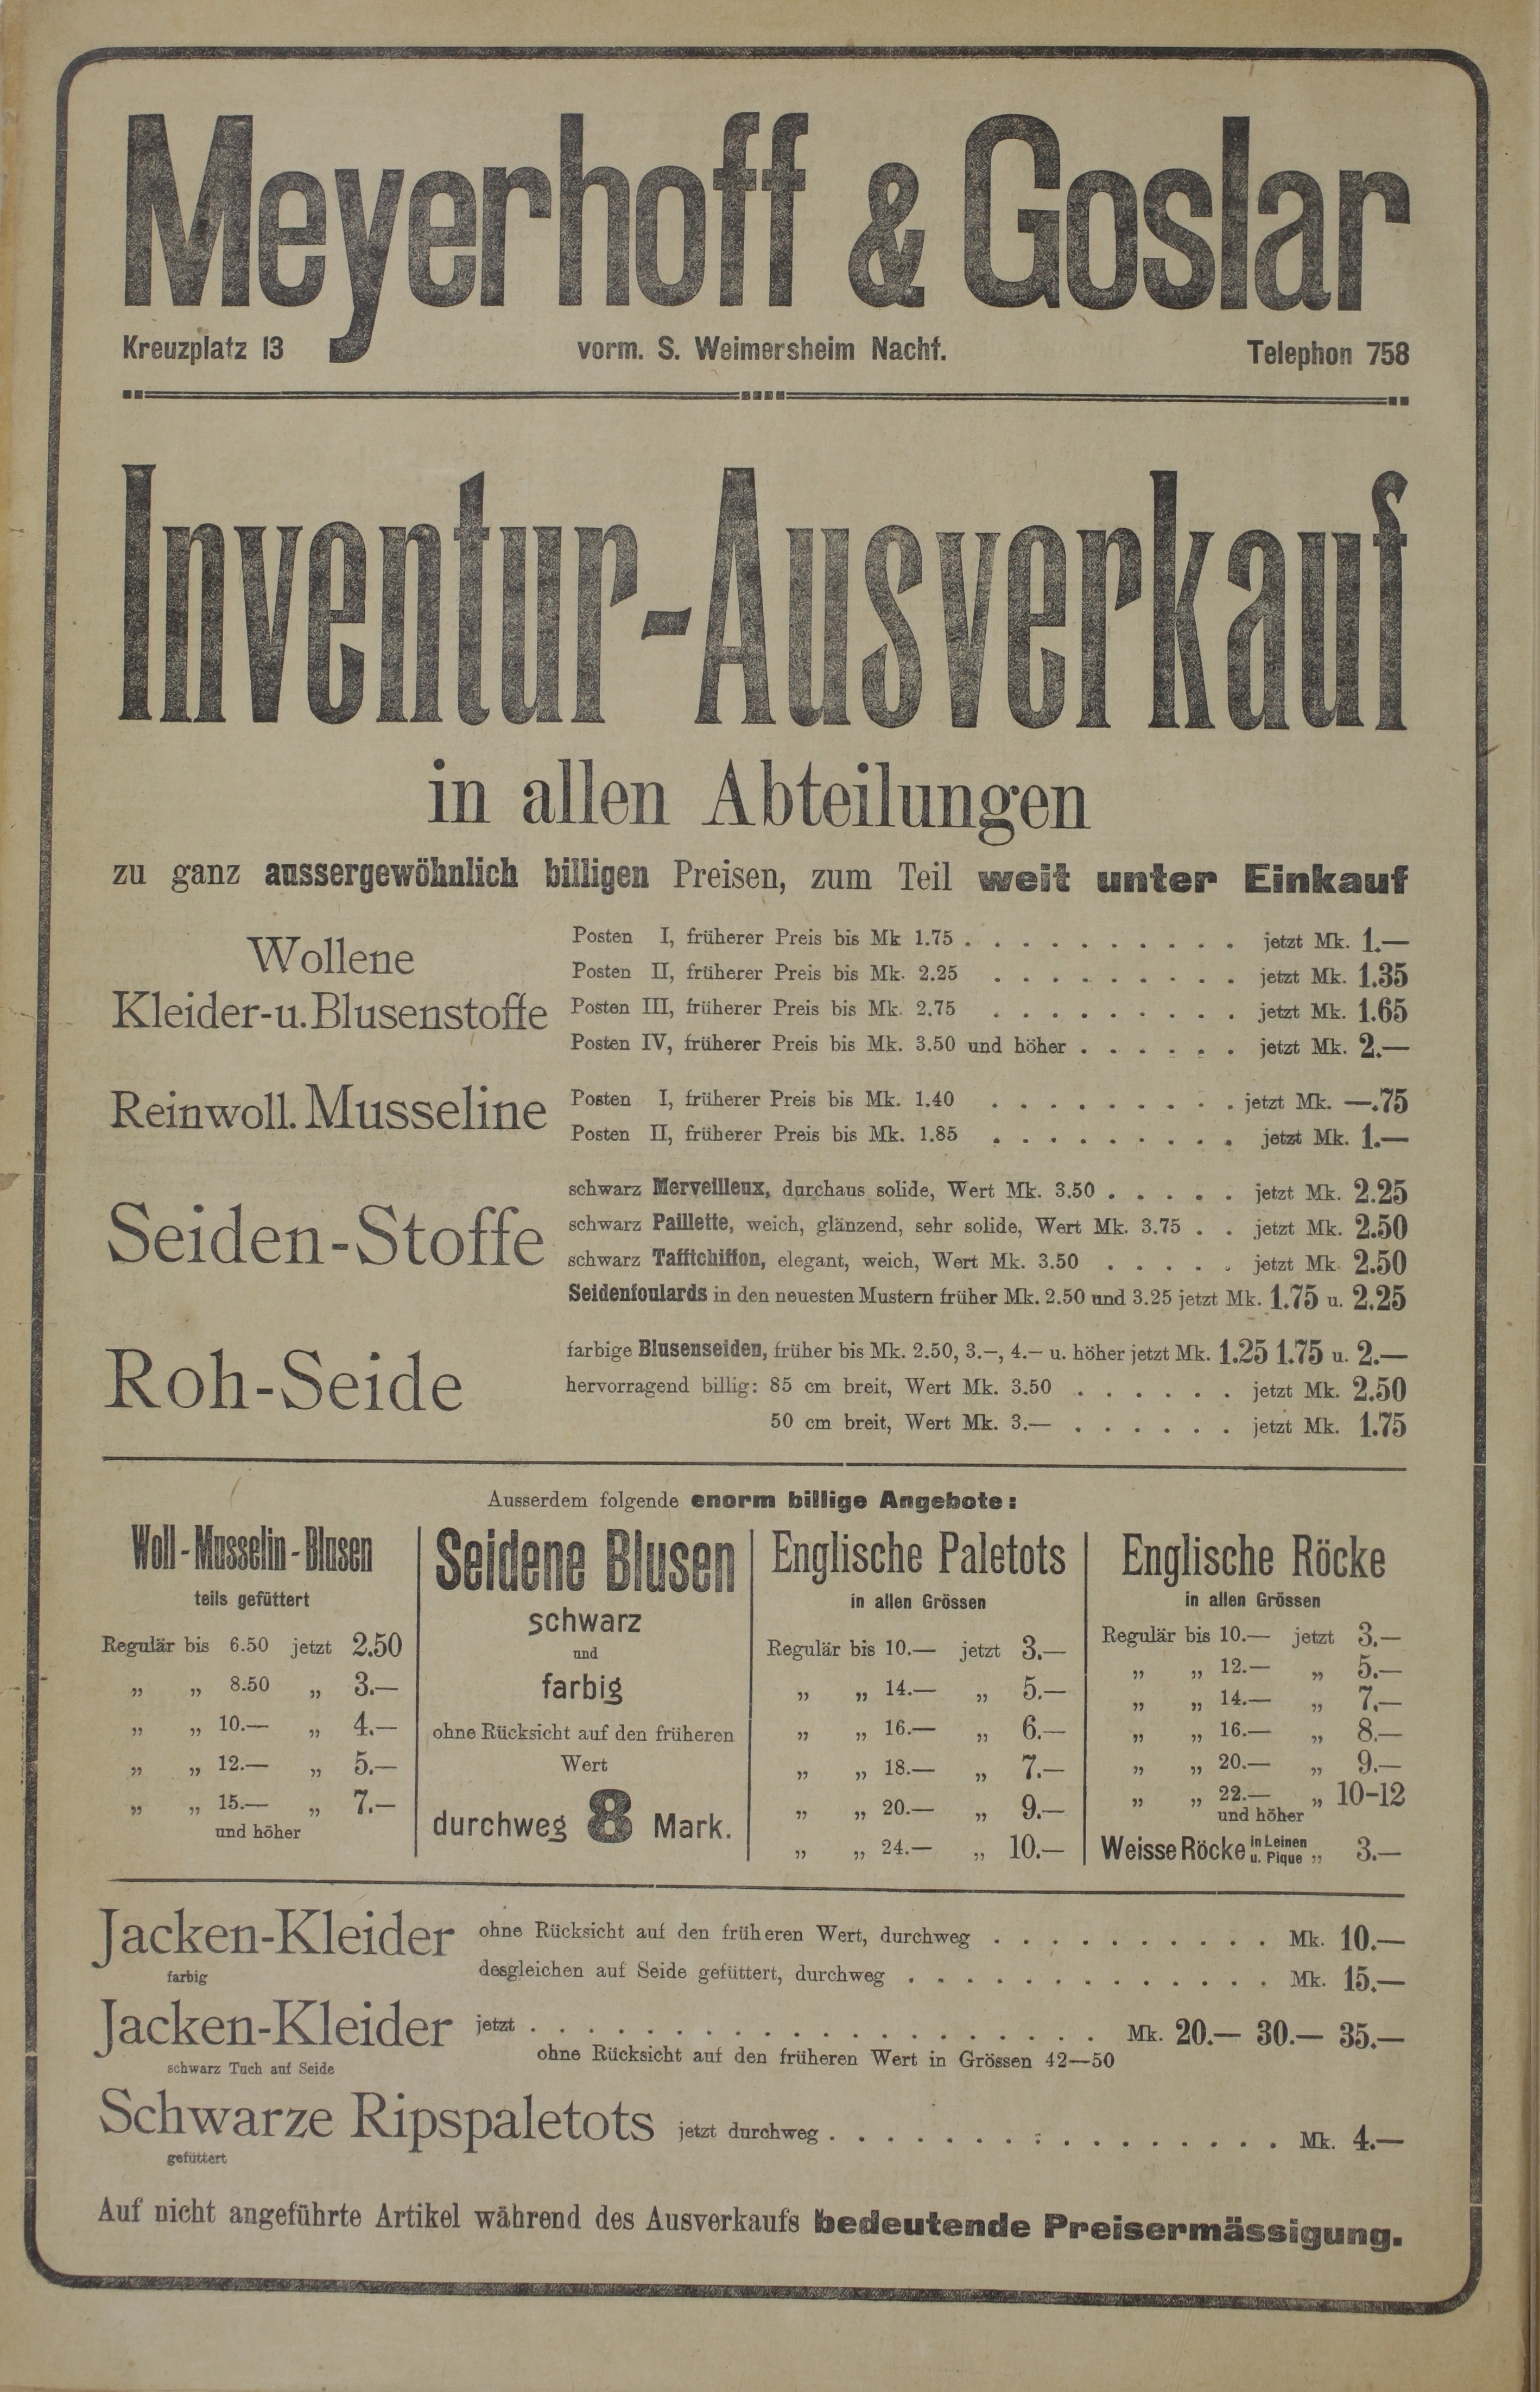 Meyerhoff & Goslar
Kreuzplatz 13 vorm. S. Weimersheim Nachf. Telephon 758
Inventur-Ausverkauf
in allen Abteilungen
zu ganz aussergewöhnlich billigen Preisen, zum Teil weit unter Einkauf
Wollene
Kleider-u. Blusenstoffe
Posten I, früherer Preis bis Mk 1.75 . . . . . . . . . . jetzt Mk. 1.—
Posten II, früherer Preis bis Mk. 2.25 . . . . . . . . . jetzt Mk. 1.35
Posten III, früherer Preis bis Mk. 2.75 . . . . . . . . . jetzt Mk. 1.65
Posten IV, früherer Preis bis Mk. 3.50 und höher . . . . . . jetzt Mk. 2.—
Reinwoll. Musseline
Posten I, früherer Preis bis Mk. 1.40 . . . . . . . . . jetzt Mk. —.75
Posten II, früherer Preis bis Mk. 1.85 . . . . . . . . . jetzt Mk. 1.—
Seiden-Stoffe
schwarz Merveilleux, durchaus solide, Wert Mk. 3.50 . . . . . jetzt Mk. 2.25
schwarz Paillette, weich, glänzend, sehr solide, Wert Mk. 3.75 . . jetzt Mk. 2.50
schwarz Tafftchiffon, elegant, weich, Wert Mk. 3.50 . . . . . jetzt Mk. 2.50
Seidenfoulards in den neuesten Mustern früher Mk. 2.50 und 3.25 jetzt Mk. 1.75 u. 2.25
Roh-Seide
farbige Blusenseiden, früher bis Mk. 2.50, 3.—, 4.— u. höher jetzt Mk. 1.25 1.75 u. 2.—
hervorragend billig: 85 cm breit, Wert Mk. 3.50 . . . . . . jetzt Mk. 2.50
50 cm breit, Wert Mk. 3.— . . . . . . jetzt Mk. 1.75
Ausserdem folgende enorm billige Angebote:
Woll-Musselin-Blusen
teils gefüttert
Regulär bis 6.50 jetzt 2.50
„ „ 8.50 „ 3.—
„ „ 10.— „ 4.—
„ „ 12.— „ 5.—
„ „ 15.— „ 7.—
und höher
Seidene Blusen
schwarz
und
farbig
ohne Rücksicht auf den früheren
Wert
durchweg 8 Mark.
Englische Paletots
in allen Grössen
Regulär bis 10.— jetzt 3.—
„ „ 14.— „ 5.—
„ „ 16.— „ 6.—
„ „ 18.— „ 7.—
„ „ 20.— „ 9.—
„ „ 24.— „ 10.—
Englische Röcke
in allen Grössen
Regulär bis 10.— jetzt 3.—
„ „ 12.— „ 5.—
„ „ 14.— „ 7.—
„ „ 16.— „ 8.—
„ „ 20.— „ 9.—
„ „ 22.— „ 10-12
und höher
Weisse Röcke in Leinen u. Pique „ 3.—
Jacken-Kleider ohne Rücksicht auf den früheren Wert, durchweg . . . . . . . . . . Mk. 10.—
farbig desgleichen auf Seide gefüttert, durchweg . . . . . . . . . . . . . Mk. 15.—
Jacken-Kleider jetzt . . . . . . . . . . . . . . . . . . . . Mk. 20.— 30.— 35.—
schwarz Tuch auf Seide ohne Rücksicht auf den früheren Wert in Grössen 42—50
Schwarze Ripspaletots jetzt durchweg . . . . . . . . . . . . . . . . Mk. 4.—
gefüttert
Auf nicht angeführte Artikel während des Ausverkaufs bedeutende Preisermässigung.